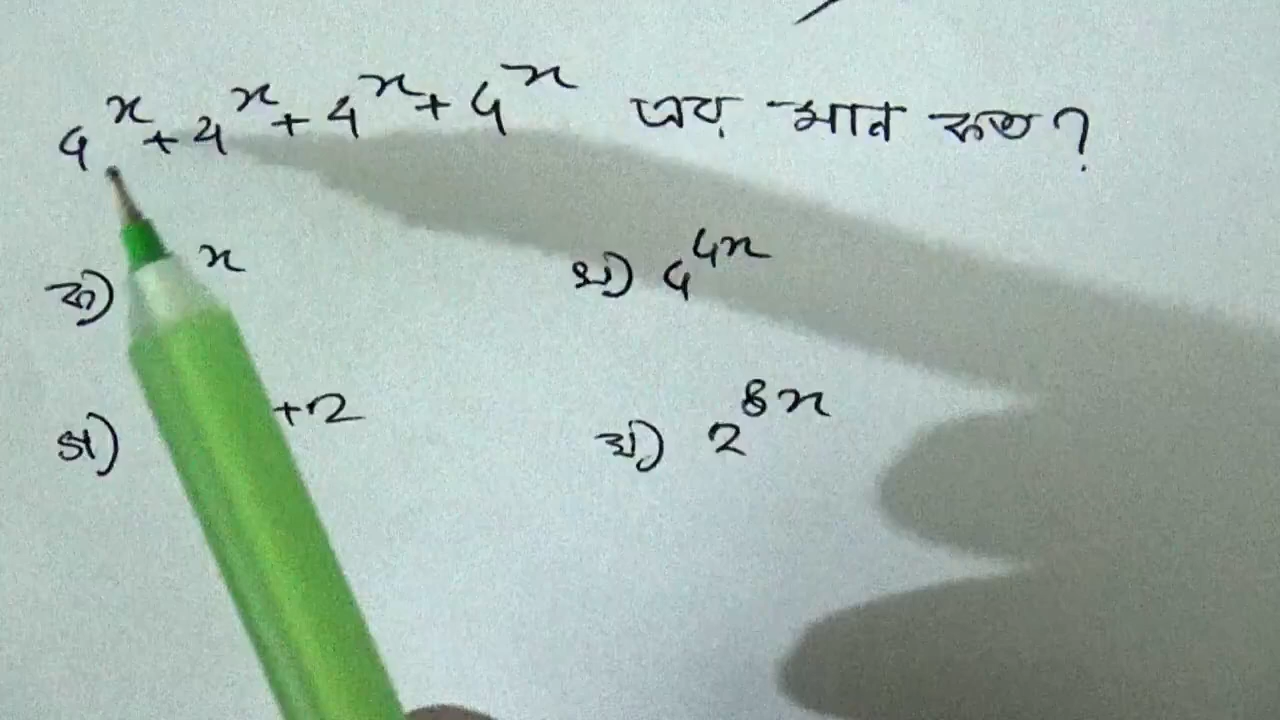 4^x + 4^x + 4^x + 4^x এর মান কত?
ক) x খ) 4^4x
গ) +2 ঘ) 2^8x